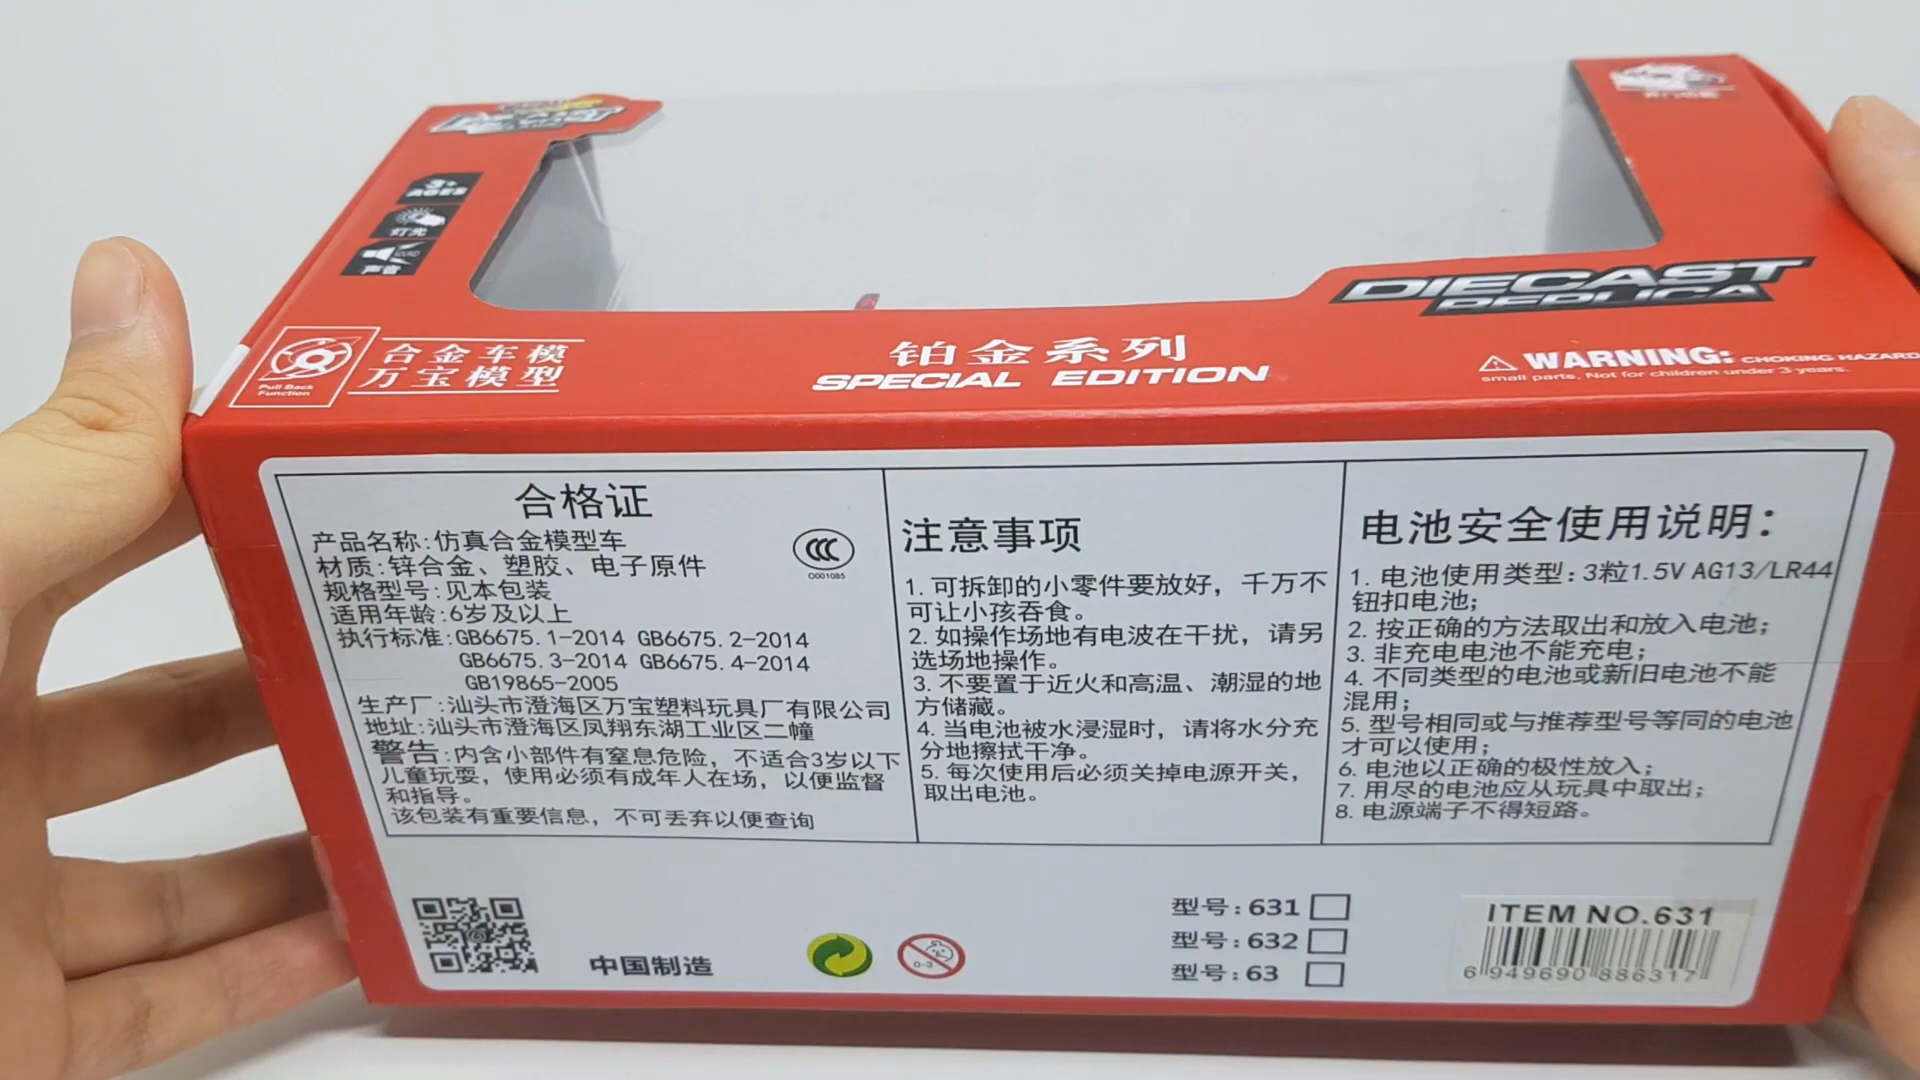 3+
AGES
灯光
SOUND
声音
DIECAST
REPLICA
Pull Back
Function
合金车模
万宝模型
铂金系列
SPECIAL EDITION
WARNING: CHOKING HAZARD
small parts. Not for children under 3 years.
合格证
产品名称:仿真合金模型车
材质:锌合金、塑胶、电子原件
规格型号:见本包装
适用年龄:6岁及以上
执行标准:GB6675.1-2014 GB6675.2-2014
GB6675.3-2014 GB6675.4-2014
GB19865-2005
生产厂:汕头市澄海区万宝塑料玩具厂有限公司
地址:汕头市澄海区凤翔东湖工业区二幢
警告:内含小部件有窒息危险，不适合3岁以下
儿童玩耍，使用必须有成年人在场，以便监督
和指导。
该包装有重要信息，不可丢弃以便查询
CCC
0001085
注意事项
1. 可拆卸的小零件要放好，千万不
可让小孩吞食。
2. 如操作场地有电波在干扰，请另
选场地操作。
3. 不要置于近火和高温、潮湿的地
方储藏。
4. 当电池被水浸湿时，请将水分充
分地擦拭干净。
5. 每次使用后必须关掉电源开关，
取出电池。
电池安全使用说明：
1. 电池使用类型:3粒1.5V AG13/LR44
钮扣电池；
2. 按正确的方法取出和放入电池；
3. 非充电电池不能充电；
4. 不同类型的电池或新旧电池不能
混用；
5. 型号相同或与推荐型号等同的电池
才可以使用；
6. 电池以正确的极性放入；
7. 用尽的电池应从玩具中取出；
8. 电源端子不得短路。
中国制造
0-3
型号:631
型号:632
型号:63
ITEM NO.631
6 949690 886317